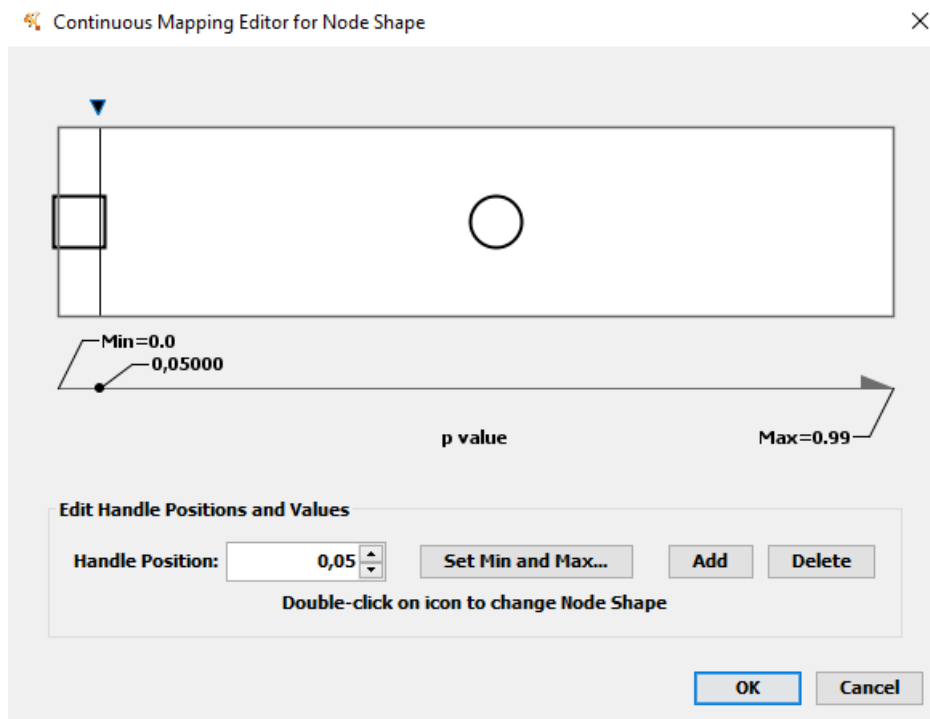 Continuous Mapping Editor for Node Shape
Min=0.0
0,05000
p value
Max=0.99
Edit Handle Positions and Values
Handle Position: 0,05 Set Min and Max... Add Delete
Double-click on icon to change Node Shape
OK Cancel